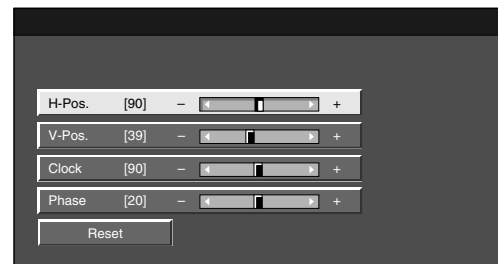 H-Pos. [90] – +
V-Pos. [39] – +
Clock [90] – +
Phase [20] – +
Reset